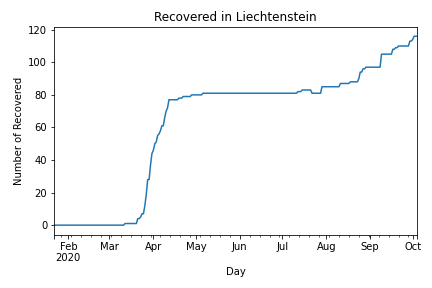 Recovered in Liechtenstein
120
100
80
60
40
20
0
Number of Recovered
Feb Mar Apr May Jun Jul Aug Sep Oct
2020
Day